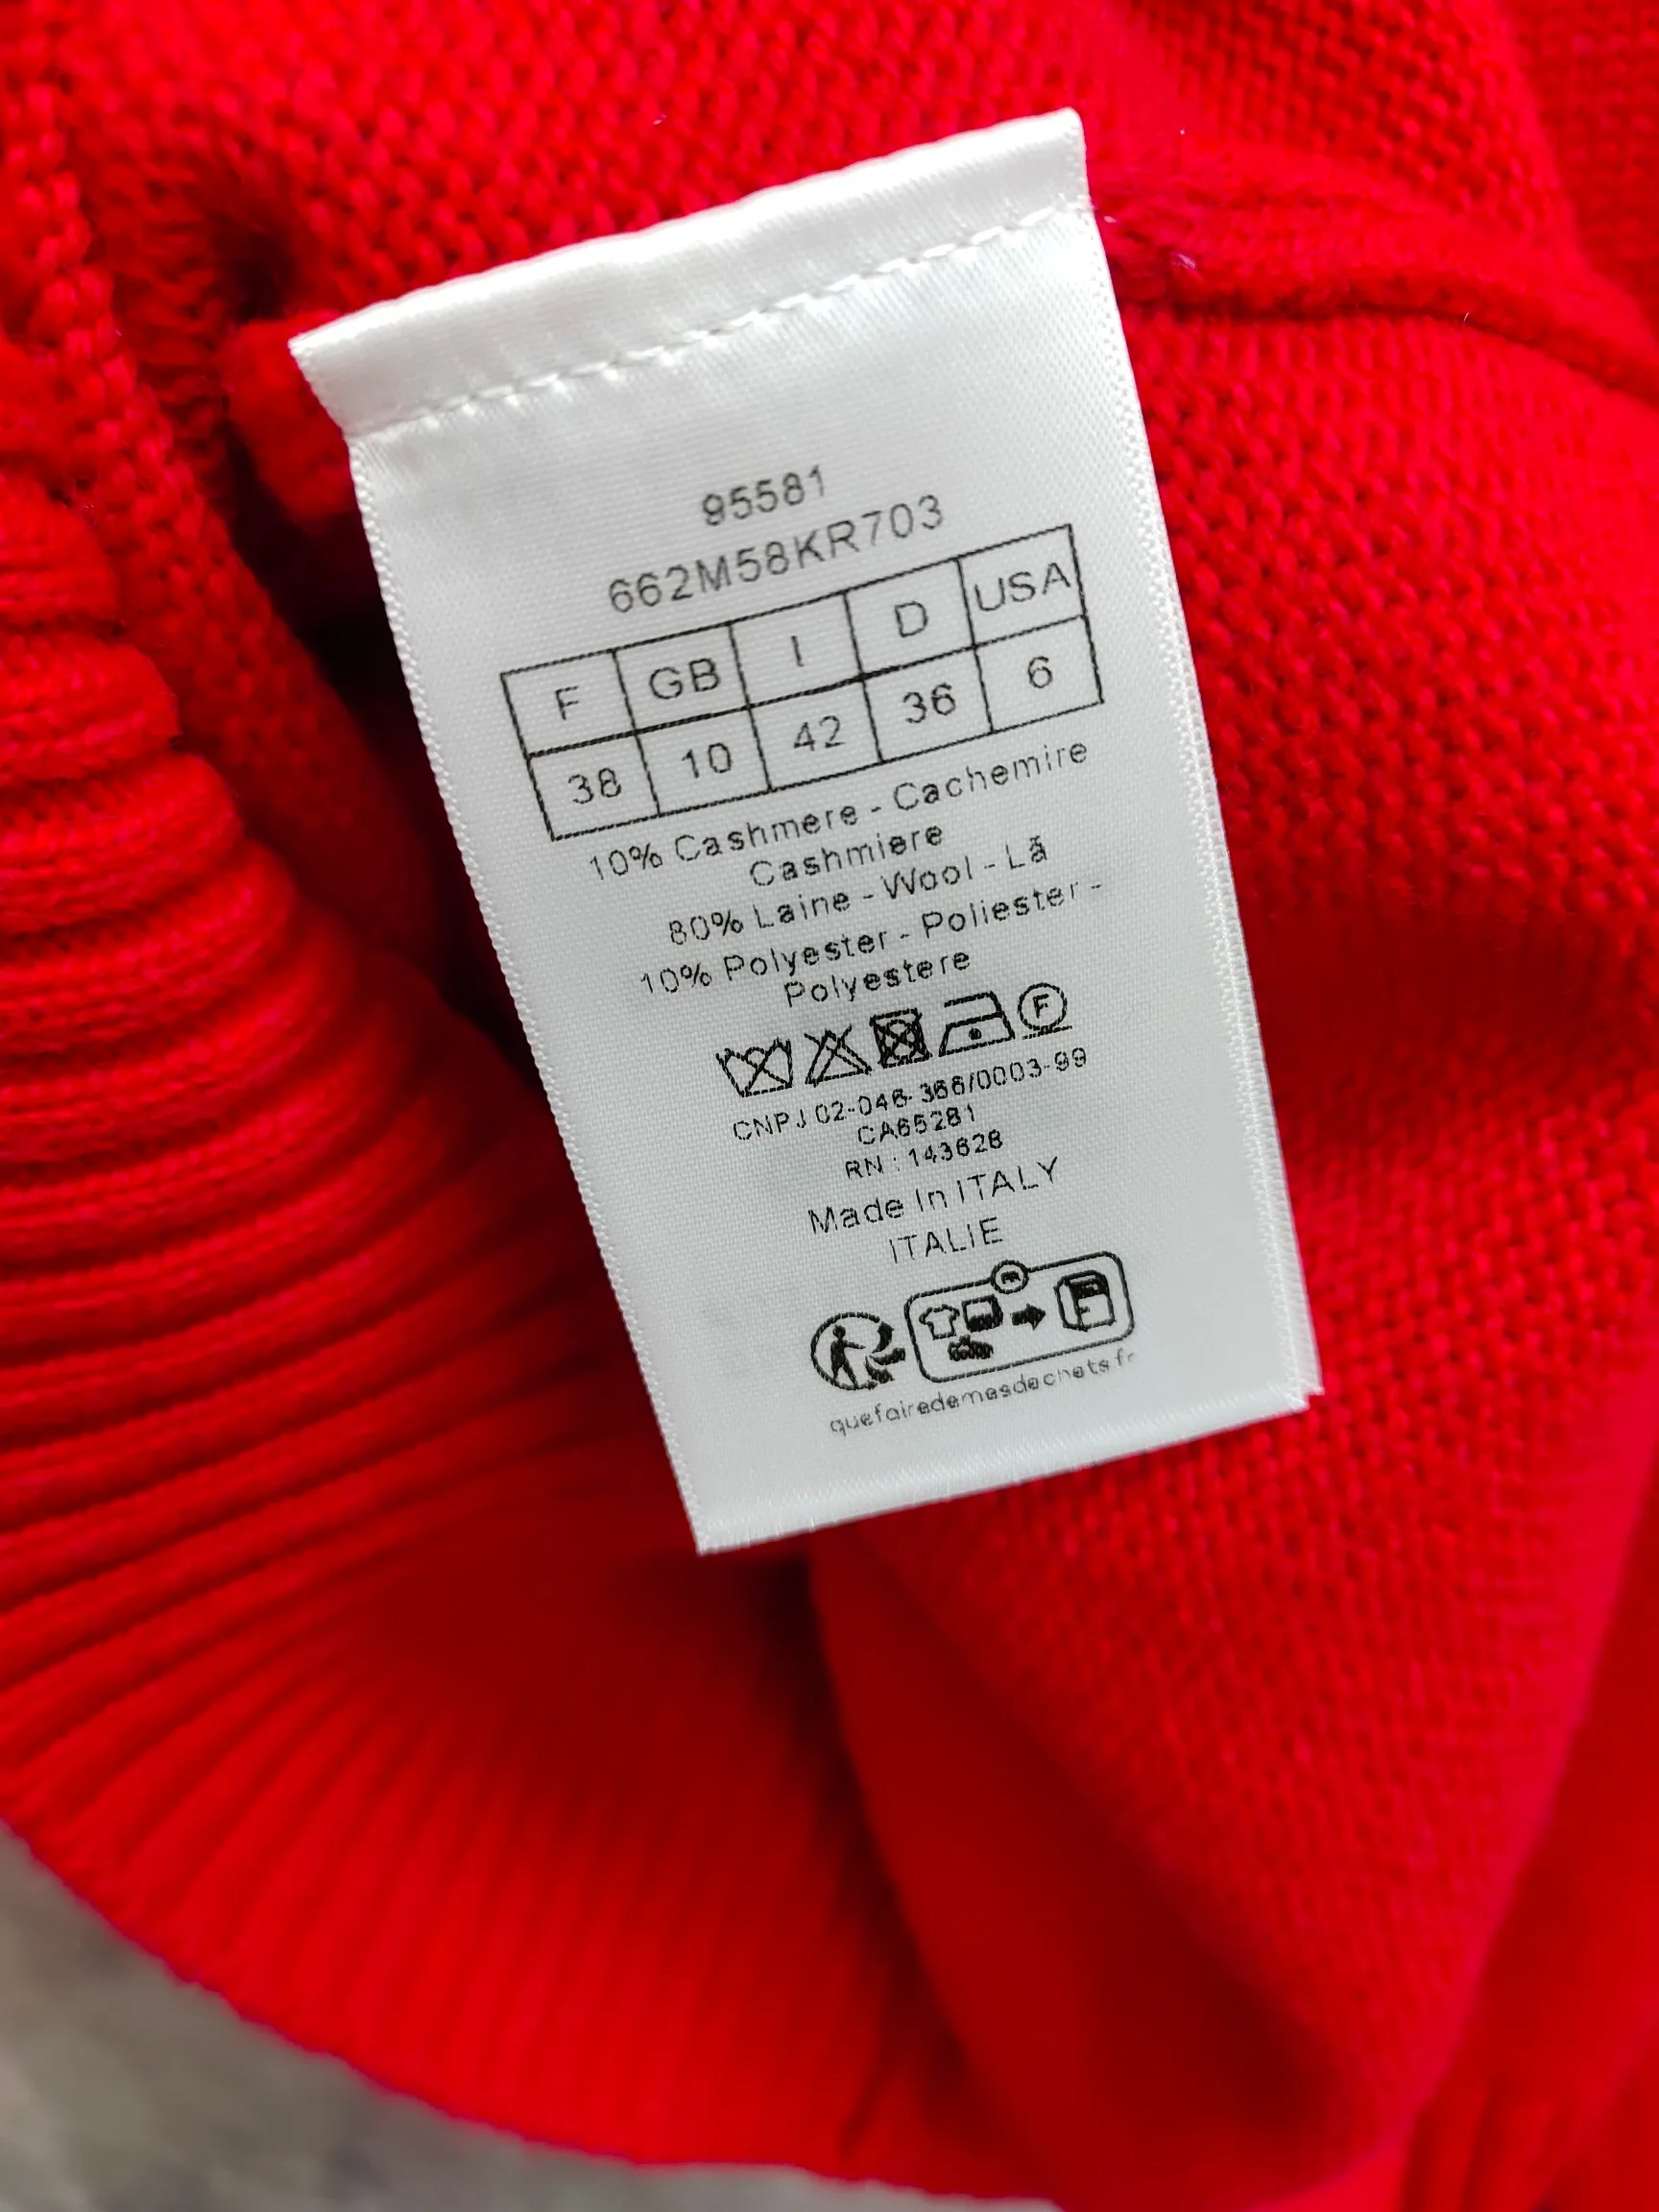 95581
662M58KR703
F GB I D USA
38 10 42 36 6
10% Cashmere - Cachemire
Cashmiere
80% Laine - Wool - Lã
10% Polyester - Poliester -
Polyestere
F
CNPJ 02-046-366/0003-99
CA65281
RN : 143628
Made In ITALY
ITALIE
FR
quefairedemesdechets.fr